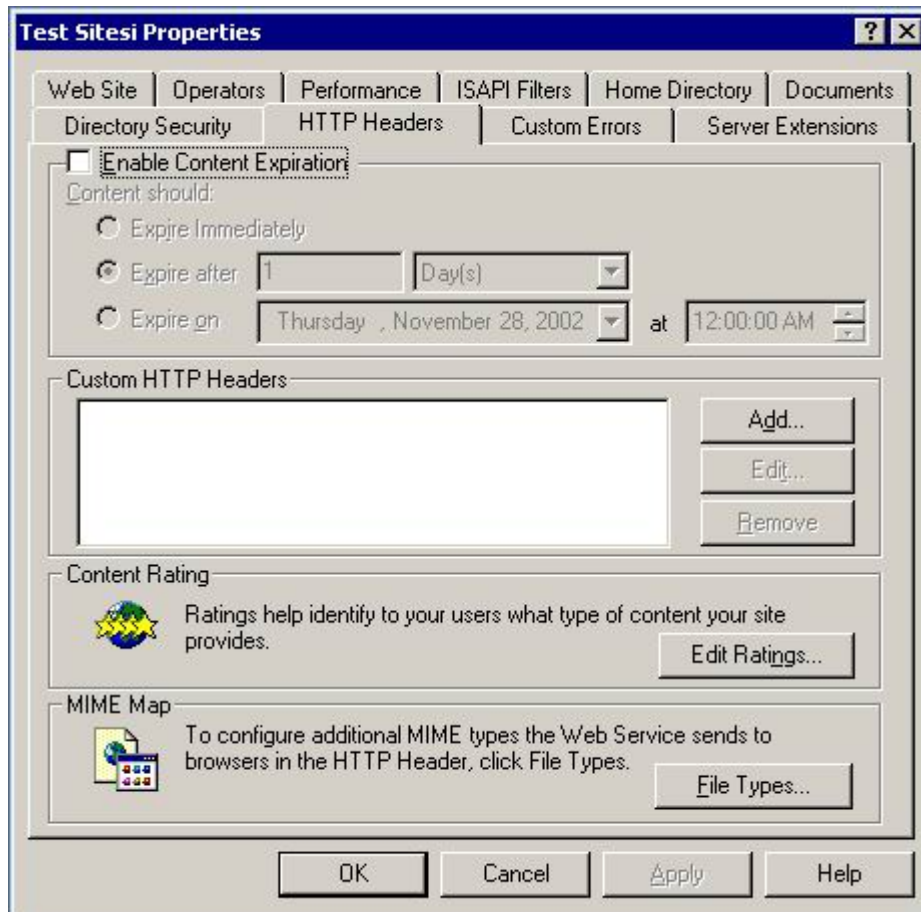 Test Sitesi Properties
Web Site Operators Performance ISAPI Filters Home Directory Documents
Directory Security HTTP Headers Custom Errors Server Extensions
Enable Content Expiration
Content should:
Expire Immediately
Expire after 1 Day(s)
Expire on Thursday , November 28, 2002 at 12:00:00 AM
Custom HTTP Headers
Add...
Edit...
Remove
Content Rating
Ratings help identify to your users what type of content your site
provides.
Edit Ratings...
MIME Map
To configure additional MIME types the Web Service sends to
browsers in the HTTP Header, click File Types.
File Types...
OK Cancel Apply Help